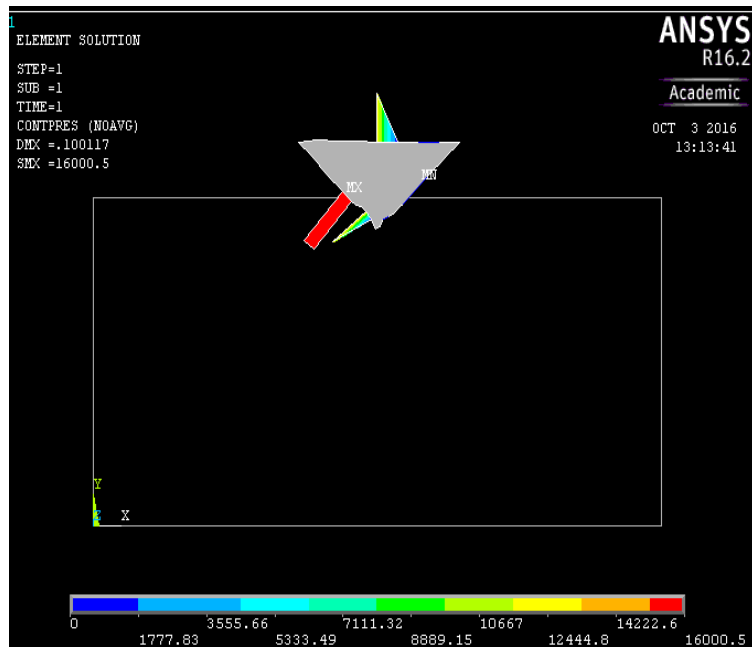 1
ELEMENT SOLUTION
STEP=1
SUB =1
TIME=1
CONTPRES (NOAVG)
DMX =.100117
SMX =16000.5
ANSYS
R16.2
Academic
OCT 3 2016
13:13:41
MX
MN
Y
Z X
0 3555.66 7111.32 10667 14222.6
1777.83 5333.49 8889.15 12444.8 16000.5